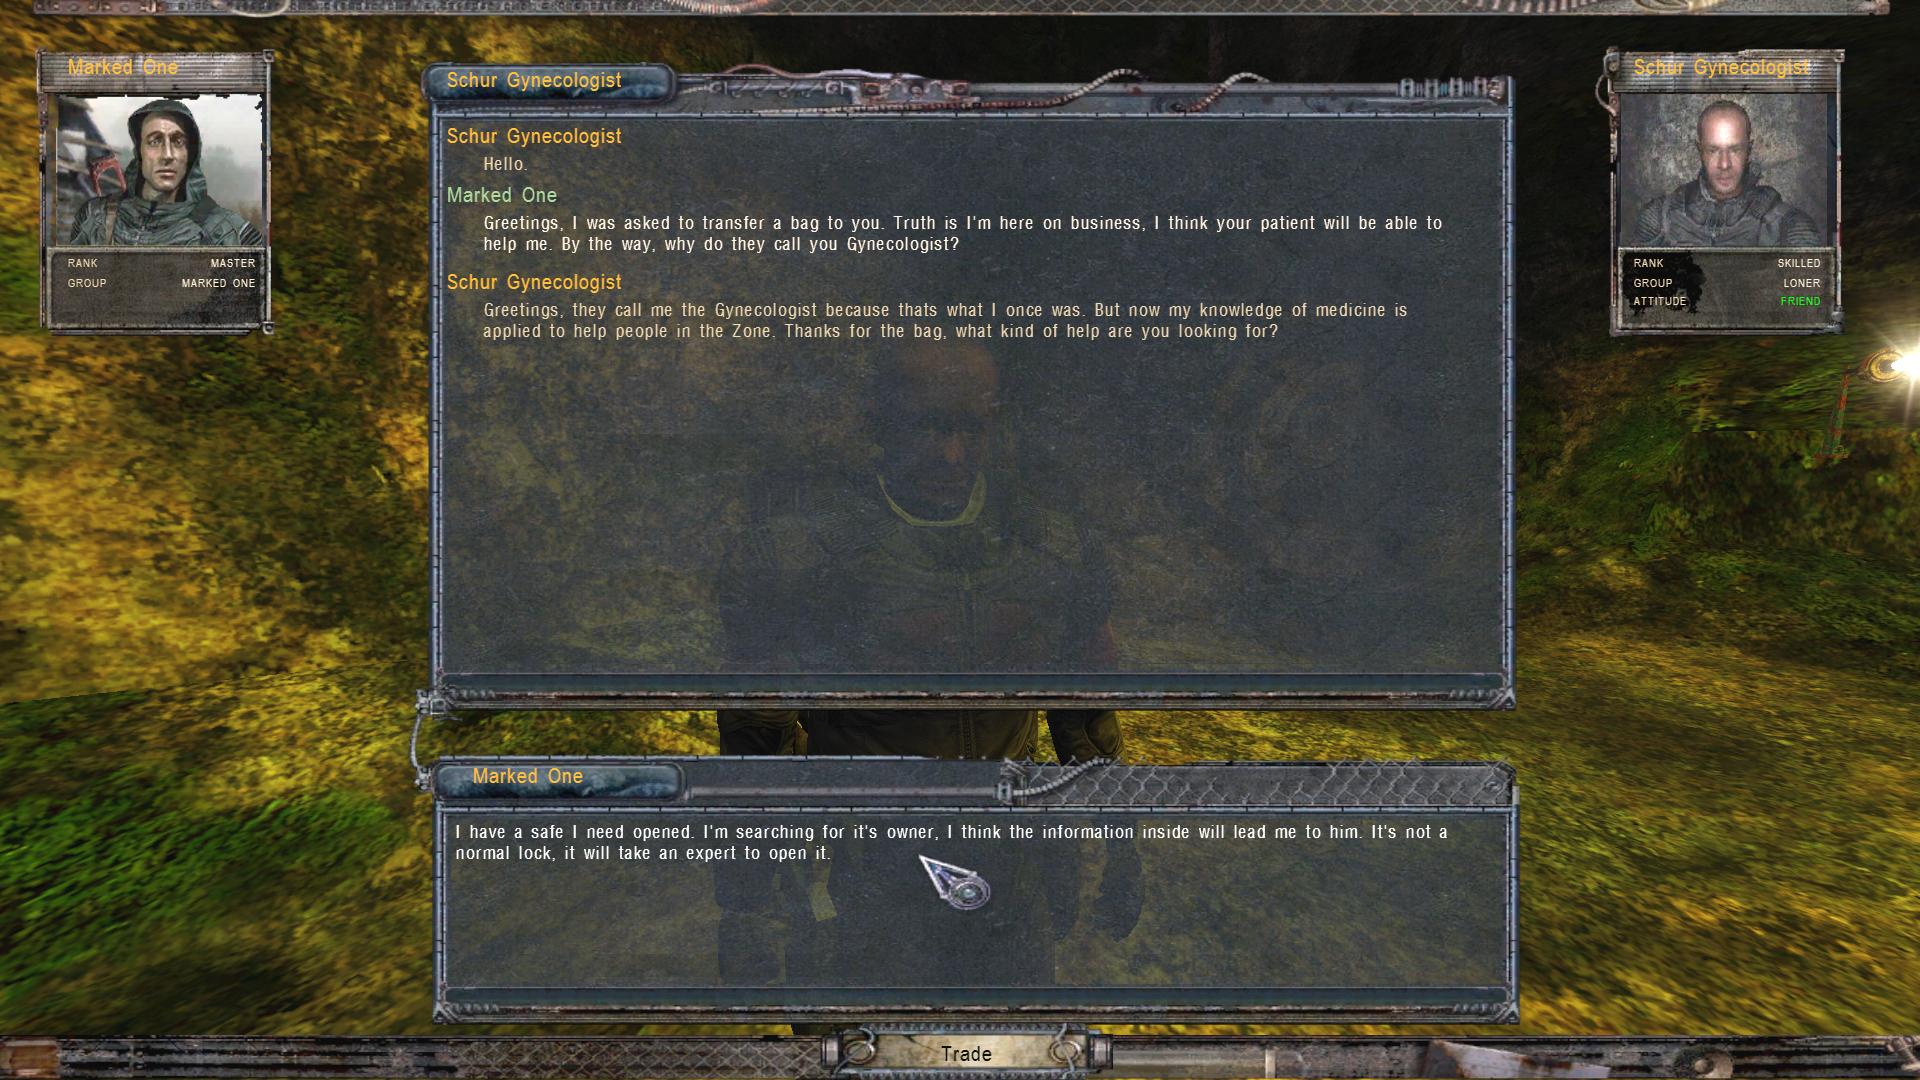 Marked One
RANK MASTER
GROUP MARKED ONE
Schur Gynecologist
Schur Gynecologist
Hello.
Marked One
Greetings, I was asked to transfer a bag to you. Truth is I'm here on business, I think your patient will be able to
help me. By the way, why do they call you Gynecologist?
Schur Gynecologist
Greetings, they call me the Gynecologist because thats what I once was. But now my knowledge of medicine is
applied to help people in the Zone. Thanks for the bag, what kind of help are you looking for?
Schur Gynecologist
RANK SKILLED
GROUP LONER
ATTITUDE FRIEND
Marked One
I have a safe I need opened. I'm searching for it's owner, I think the information inside will lead me to him. It's not a
normal lock, it will take an expert to open it.
Trade